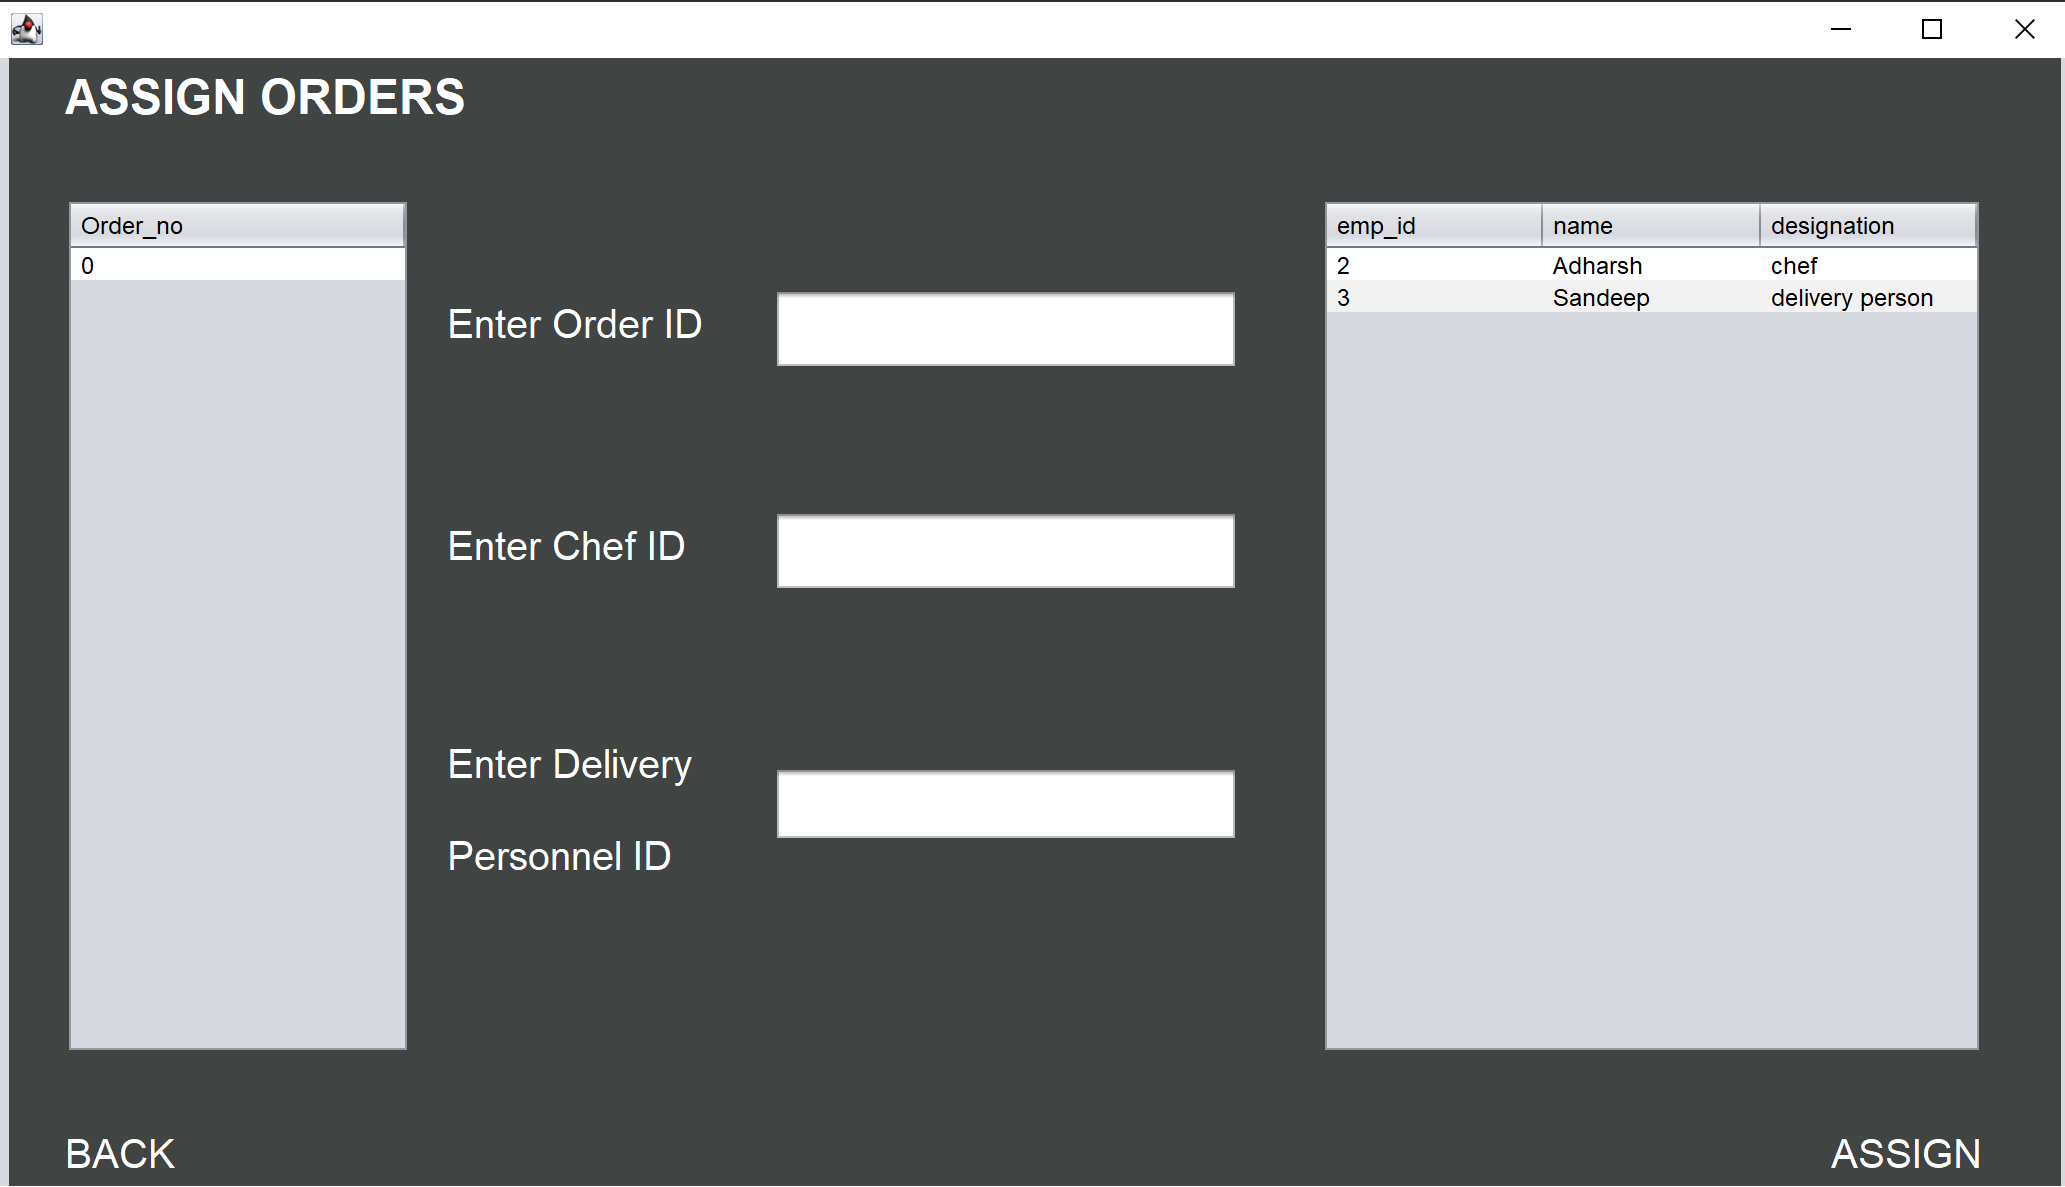 ASSIGN ORDERS
Order_no
0
Enter Order ID
Enter Chef ID
Enter Delivery
Personnel ID
emp_id name designation
2 Adharsh chef
3 Sandeep delivery person
BACK
ASSIGN